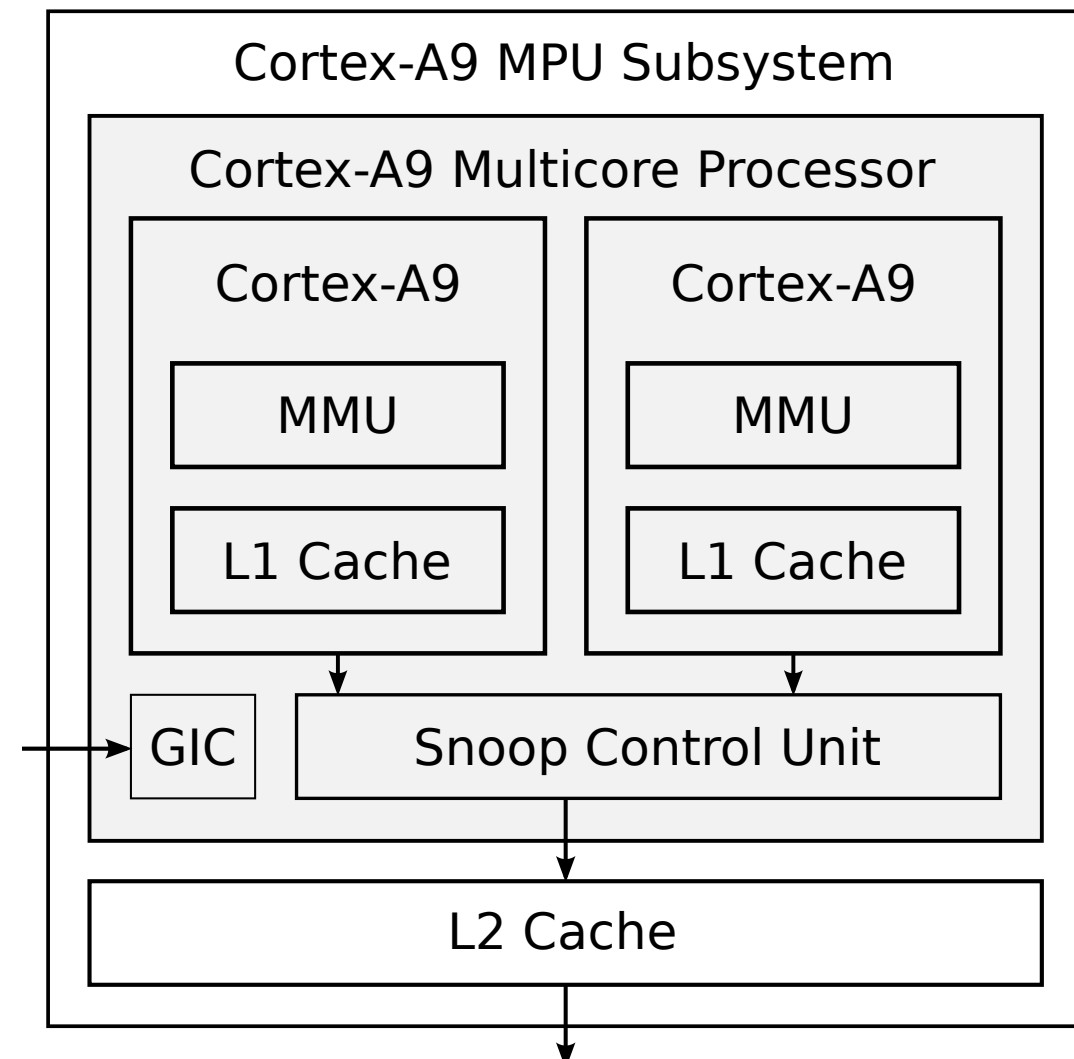 Cortex-A9 MPU Subsystem
Cortex-A9 Multicore Processor
Cortex-A9
MMU
L1 Cache
Cortex-A9
MMU
L1 Cache
GIC
Snoop Control Unit
L2 Cache